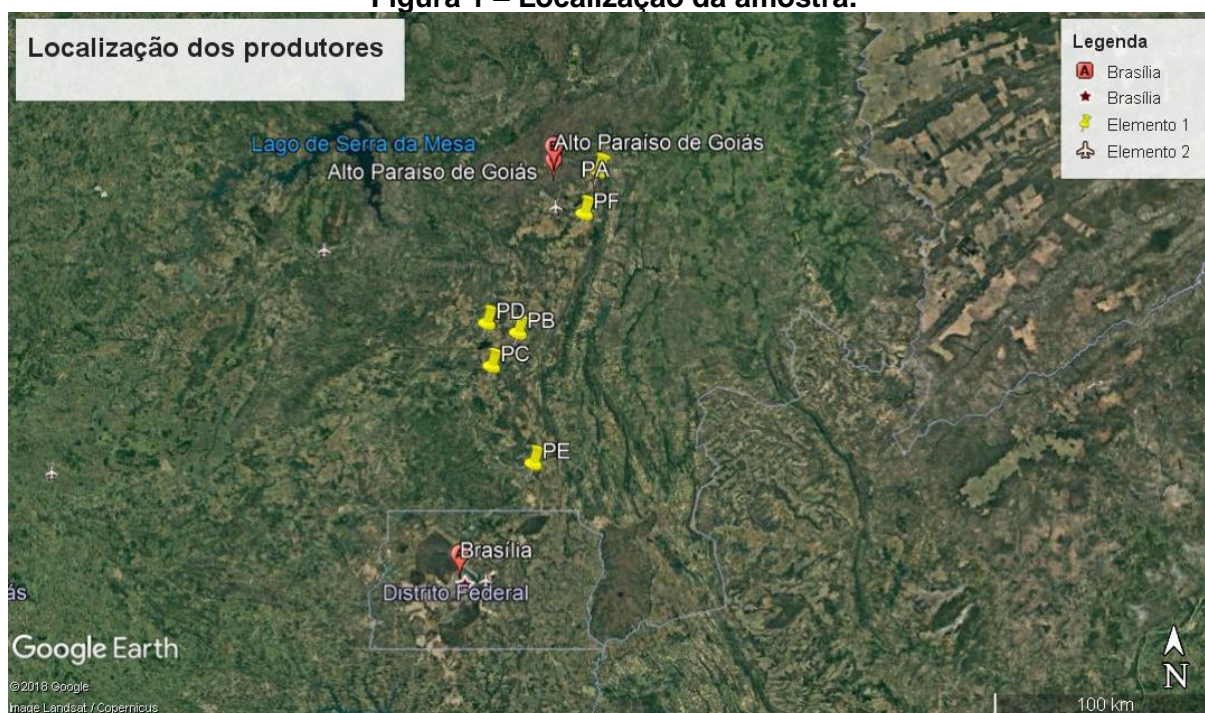 Figura 1 – Localização da amostra.
Localização dos produtores
Legenda
Brasília
Brasília
Elemento 1
Elemento 2
Lago de Serra da Mesa
Alto Paraíso de Goiás
Alto Paraíso de Goiás
PA
PF
PD
PB
PC
PE
Brasília
Distrito Federal
ás
Google Earth
©2018 Google
Image Landsat / Copernicus
N
100 km
A